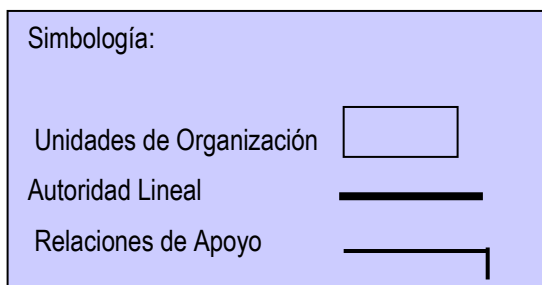 Simbología:
Unidades de Organización
Autoridad Lineal
Relaciones de Apoyo